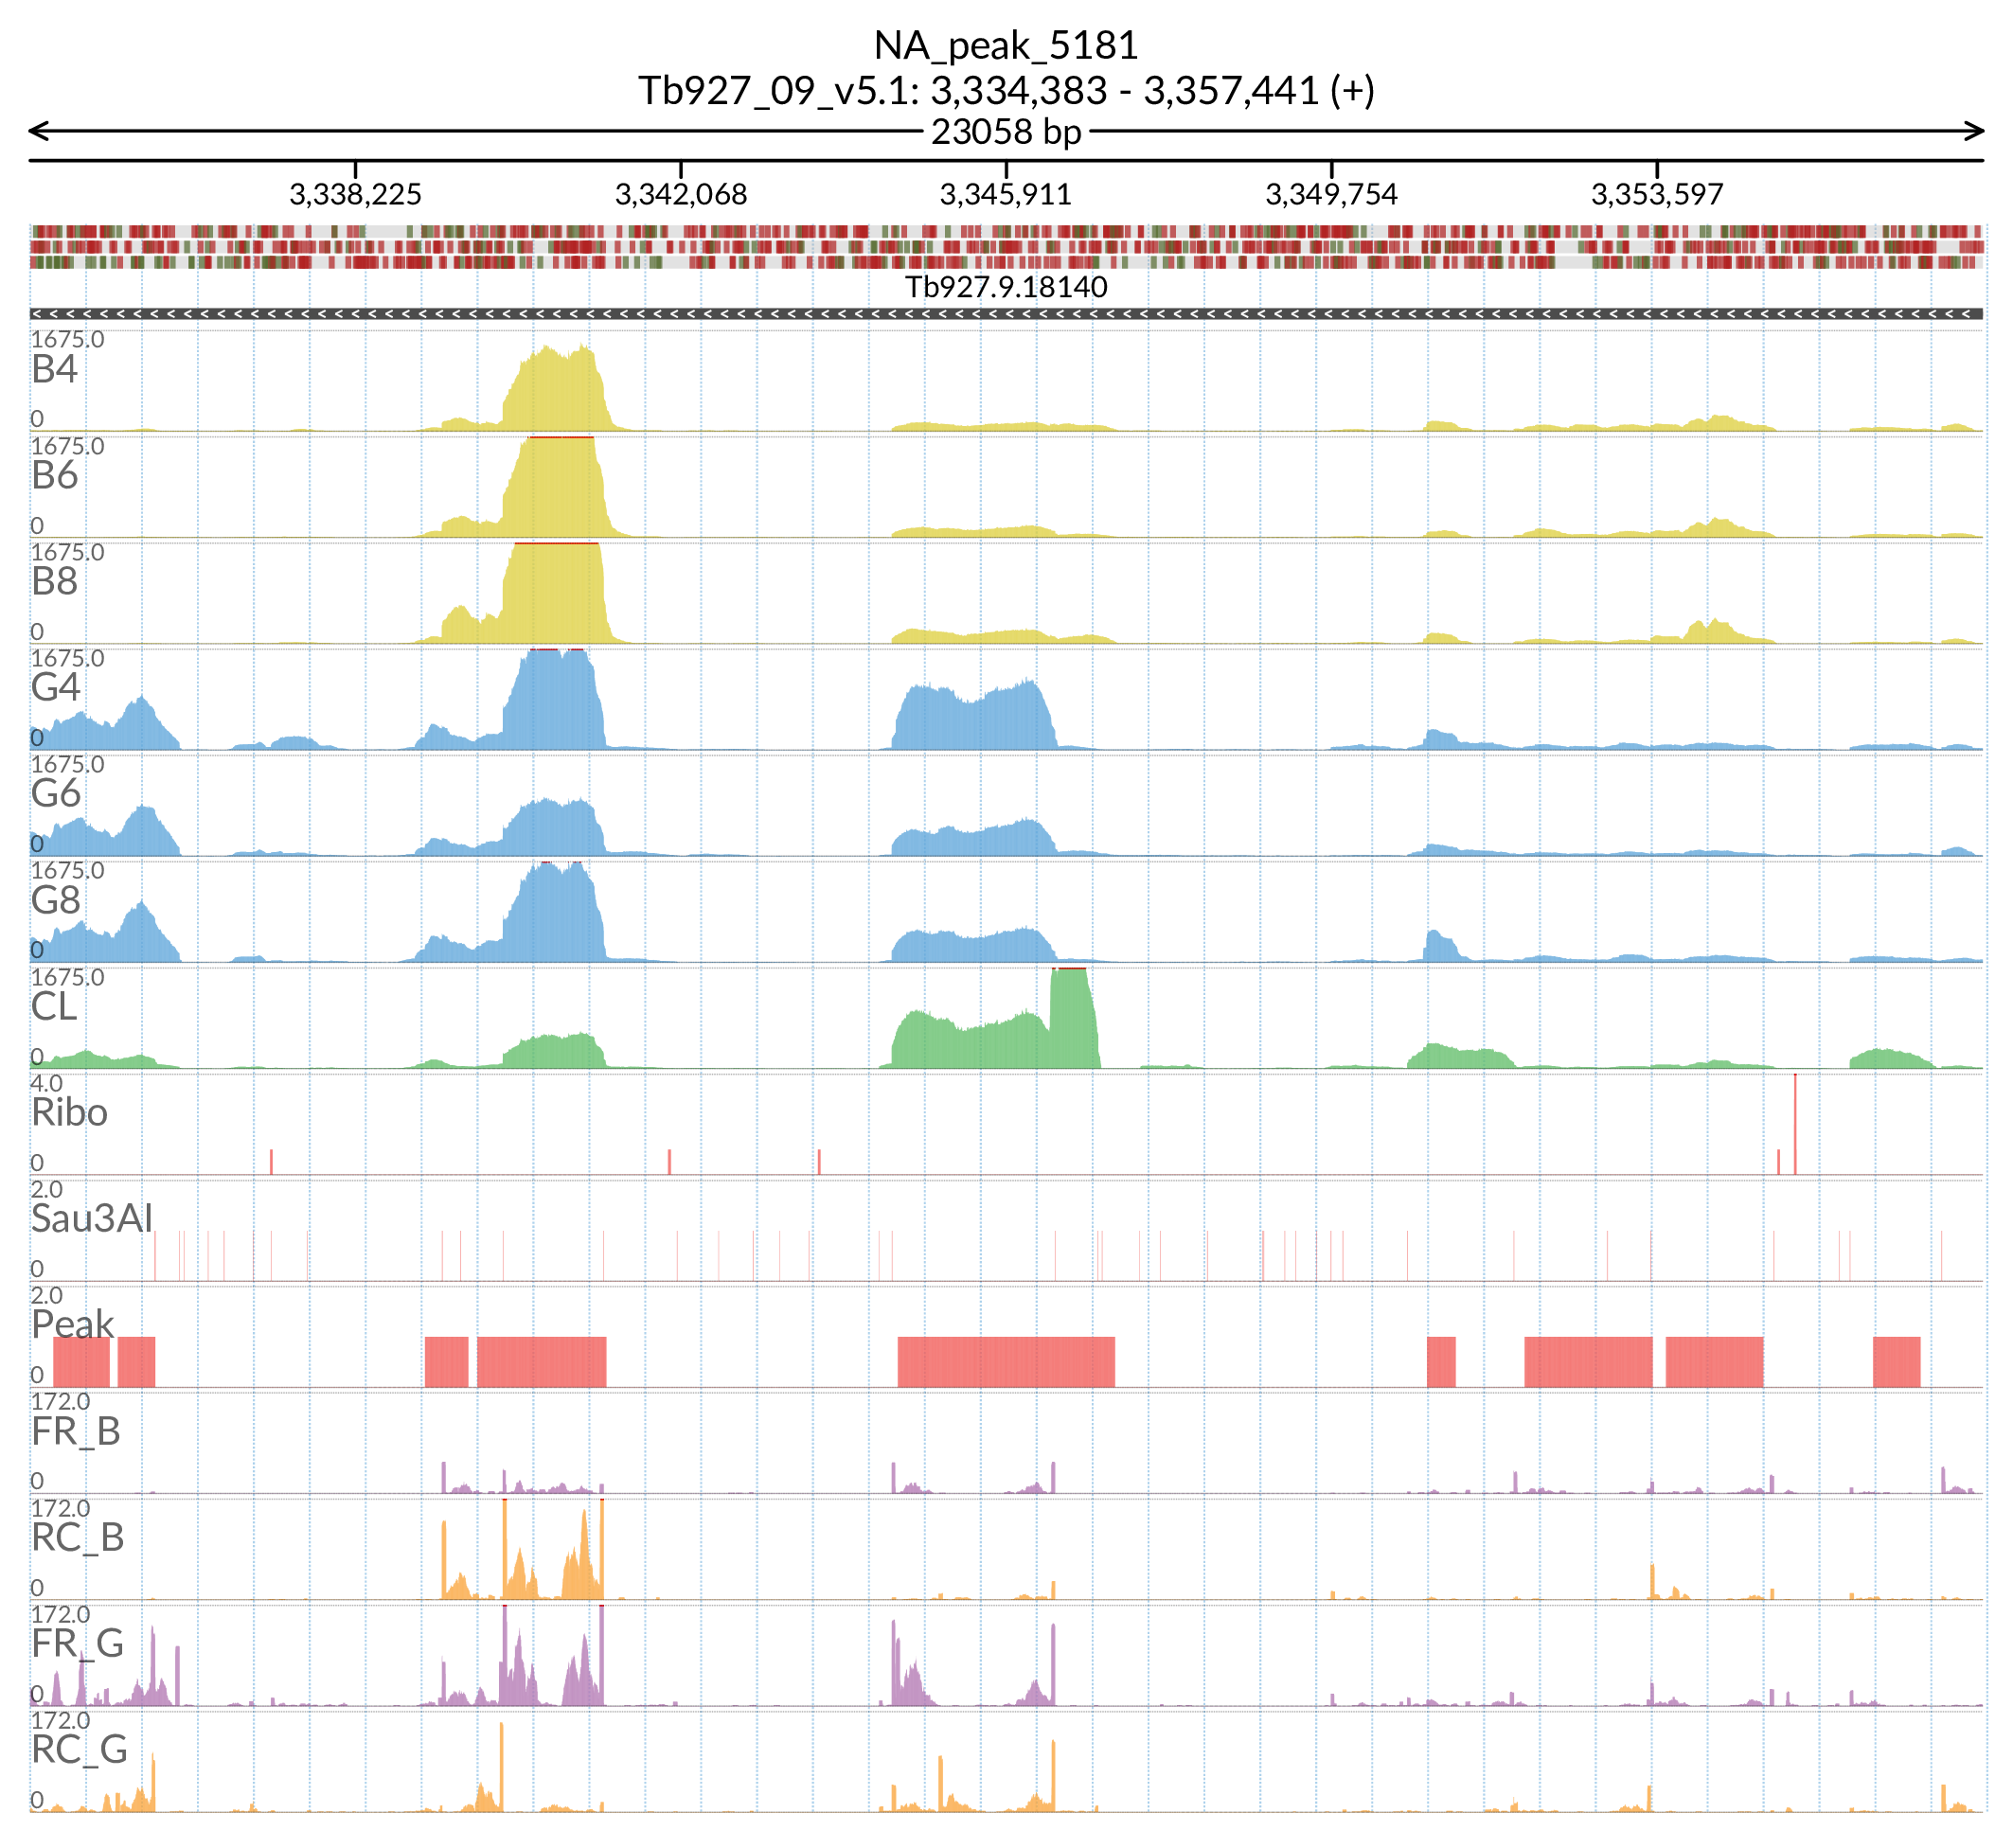 NA_peak_5181
Tb927_09_v5.1: 3,334,383 - 3,357,441 (+)
23058 bp
3,338,225 3,342,068 3,345,911 3,349,754 3,353,597
Tb927.9.18140
1675.0
B4
0
1675.0
B6
0
1675.0
B8
0
1675.0
G4
0
1675.0
G6
0
1675.0
G8
0
1675.0
CL
0
4.0
Ribo
0
2.0
Sau3AI
0
2.0
Peak
0
172.0
FR_B
0
172.0
RC_B
0
172.0
FR_G
0
172.0
RC_G
0